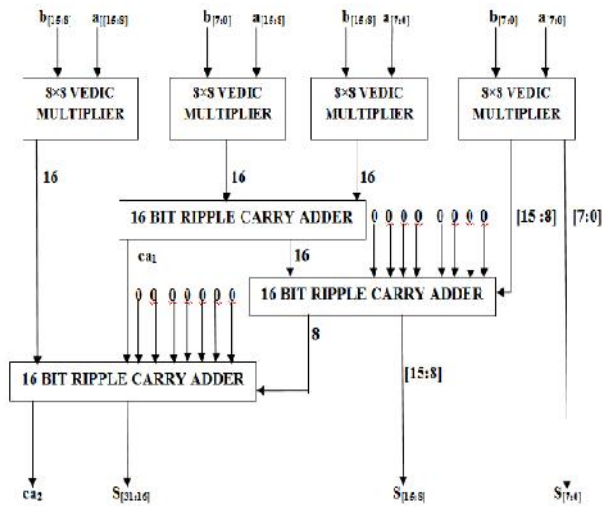 b[15:8] a[[15:8] b[7:0] a[15:8] b[15:8] a[7:0] b[7:0] a[7:0]
8×8 VEDIC MULTIPLIER
8×8 VEDIC MULTIPLIER
8×8 VEDIC MULTIPLIER
8×8 VEDIC MULTIPLIER
16 16 16
16 BIT RIPPLE CARRY ADDER
0 0 0 0 0 0 0 0
[15:8] [7:0]
ca1
16
0 0 0 0 0 0 0
16 BIT RIPPLE CARRY ADDER
8
[15:8]
16 BIT RIPPLE CARRY ADDER
ca2 S[31:16] S[15:8] S[7:0]